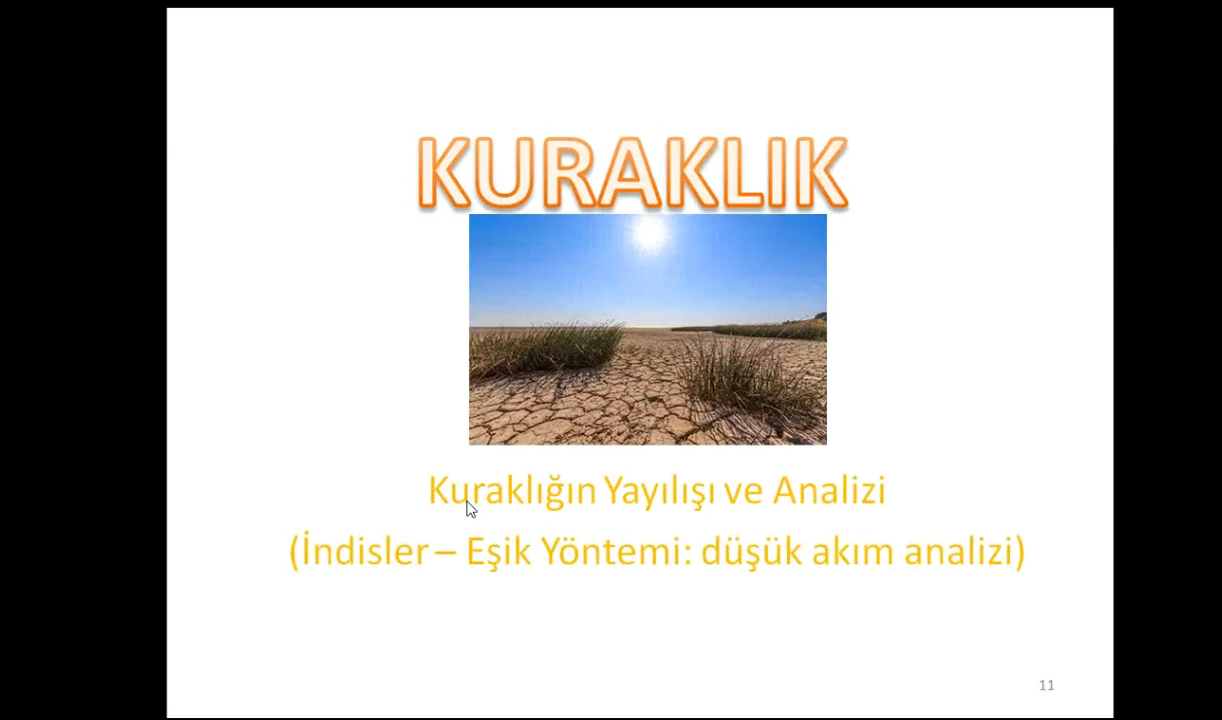 KURAKLIK
Kuraklığın Yayılışı ve Analizi
(İndisler – Eşik Yöntemi: düşük akım analizi)
11